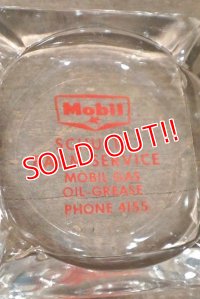 Mobil
SERVICE
SOLD OUT!!
MOBIL GAS
OIL-GREASE
PHONE 4155